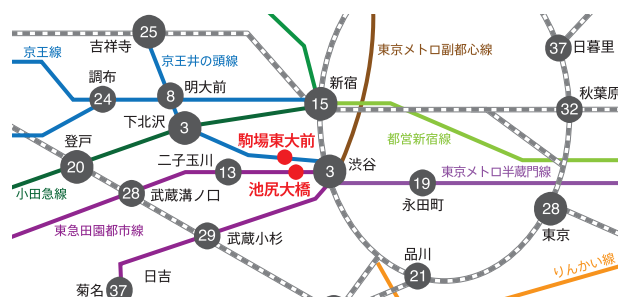 25
吉祥寺
京王線
京王井の頭線
東京メトロ副都心線
37
日暮里
調布
24
8
明大前
新宿
15
秋葉原
32
下北沢
3
駒場東大前
都営新宿線
登戸
20
二子玉川
13
池尻大橋
3
渋谷
東京メトロ半蔵門線
19
永田町
小田急線
28
武蔵溝ノ口
28
東京
東急田園都市線
29
武蔵小杉
品川
21
りんかい線
日吉
菊名
37